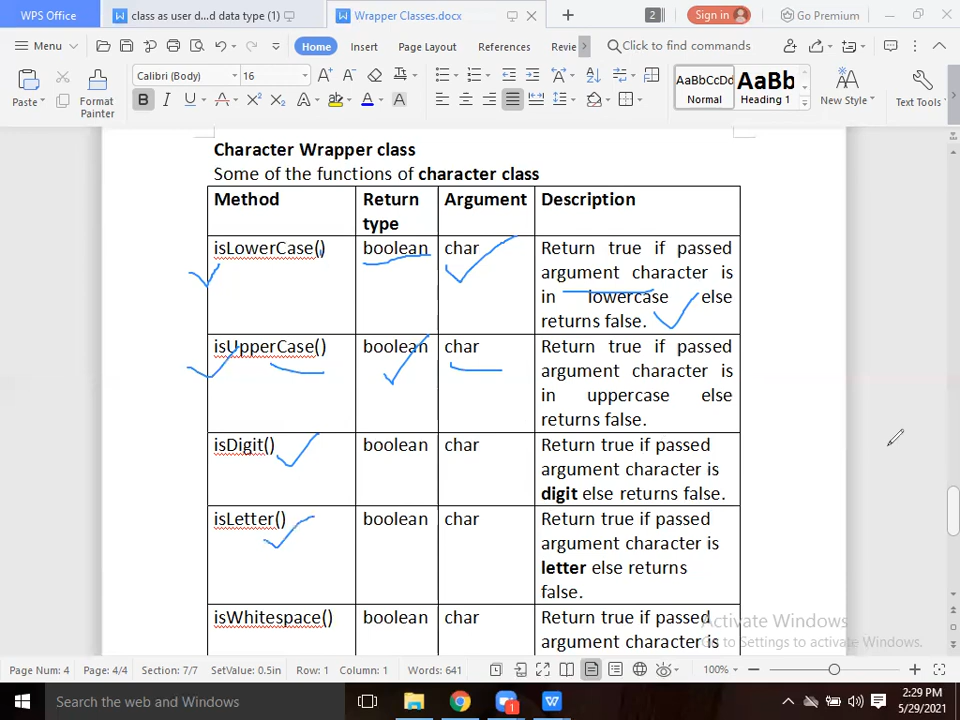 WPS Office
class as user d...d data type (1)
Wrapper Classes.docx
2
Sign in
Go Premium
Menu
Home
Insert
Page Layout
References
Revie
Click to find commands
Paste
Format
Painter
Calibri (Body)
16
AaBbCcDd
Normal
AaBb
Heading 1
New Style
Text Tools
Character Wrapper class
Some of the functions of character class
Method
Return
type
Argument
Description
isLowerCase()
boolean
char
Return true if passed
argument character is
in lowercase else
returns false.
isUpperCase()
boolean
char
Return true if passed
argument character is
in uppercase else
returns false.
isDigit()
boolean
char
Return true if passed
argument character is
digit else returns false.
isLetter()
boolean
char
Return true if passed
argument character is
letter else returns
false.
isWhitespace()
boolean
char
Return true if passed
argument character is
Activate Windows
Go to Settings to activate Windows.
Page Num: 4
Page: 4/4
Section: 7/7
SetValue: 0.5in
Row: 1
Column: 1
Words: 641
100%
Search the web and Windows
1
2:29 PM
5/29/2021